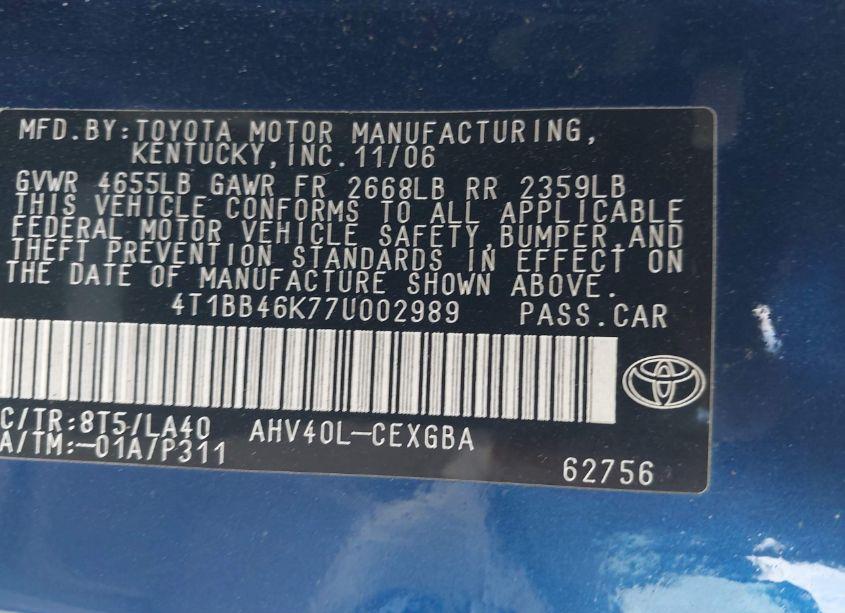 MFD.BY:TOYOTA MOTOR MANUFACTURING,
KENTUCKY,INC.11/06
GVWR 4655LB GAWR FR 2668LB RR 2359LB
THIS VEHICLE CONFORMS TO ALL APPLICABLE
FEDERAL MOTOR VEHICLE SAFETY,BUMPER,AND
THEFT PREVENTION STANDARDS IN EFFECT ON
THE DATE OF MANUFACTURE SHOWN ABOVE.
4T1BB46K77U002989 PASS.CAR
C/TR:8T5/LA40 AHV40L-CEXGBA
A/TM:-01A/P311
62756